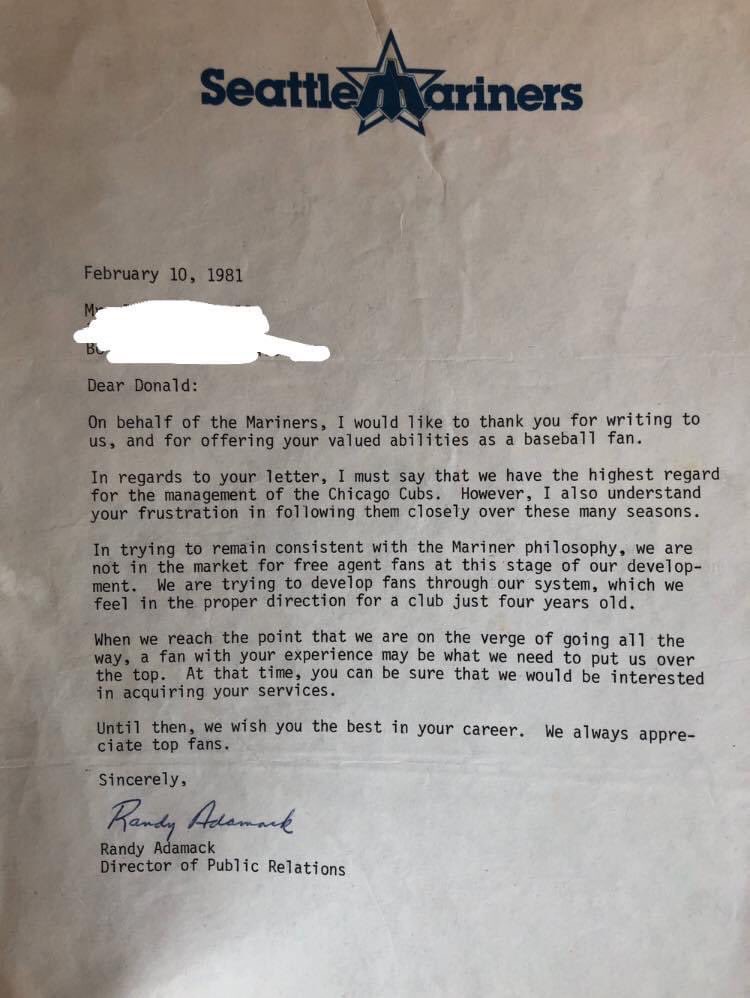 Seattle Mariners
February 10, 1981
Dear Donald:
On behalf of the Mariners, I would like to thank you for writing to
us, and for offering your valued abilities as a baseball fan.
In regards to your letter, I must say that we have the highest regard
for the management of the Chicago Cubs.  However, I also understand
your frustration in following them closely over these many seasons.
In trying to remain consistent with the Mariner philosophy, we are
not in the market for free agent fans at this stage of our develop-
ment.  We are trying to develop fans through our system, which we
feel in the proper direction for a club just four years old.
When we reach the point that we are on the verge of going all the
way, a fan with your experience may be what we need to put us over
the top.  At that time, you can be sure that we would be interested
in acquiring your services.
Until then, we wish you the best in your career.  We always appre-
ciate top fans.
Sincerely,
Randy Adamack
Randy Adamack
Director of Public Relations